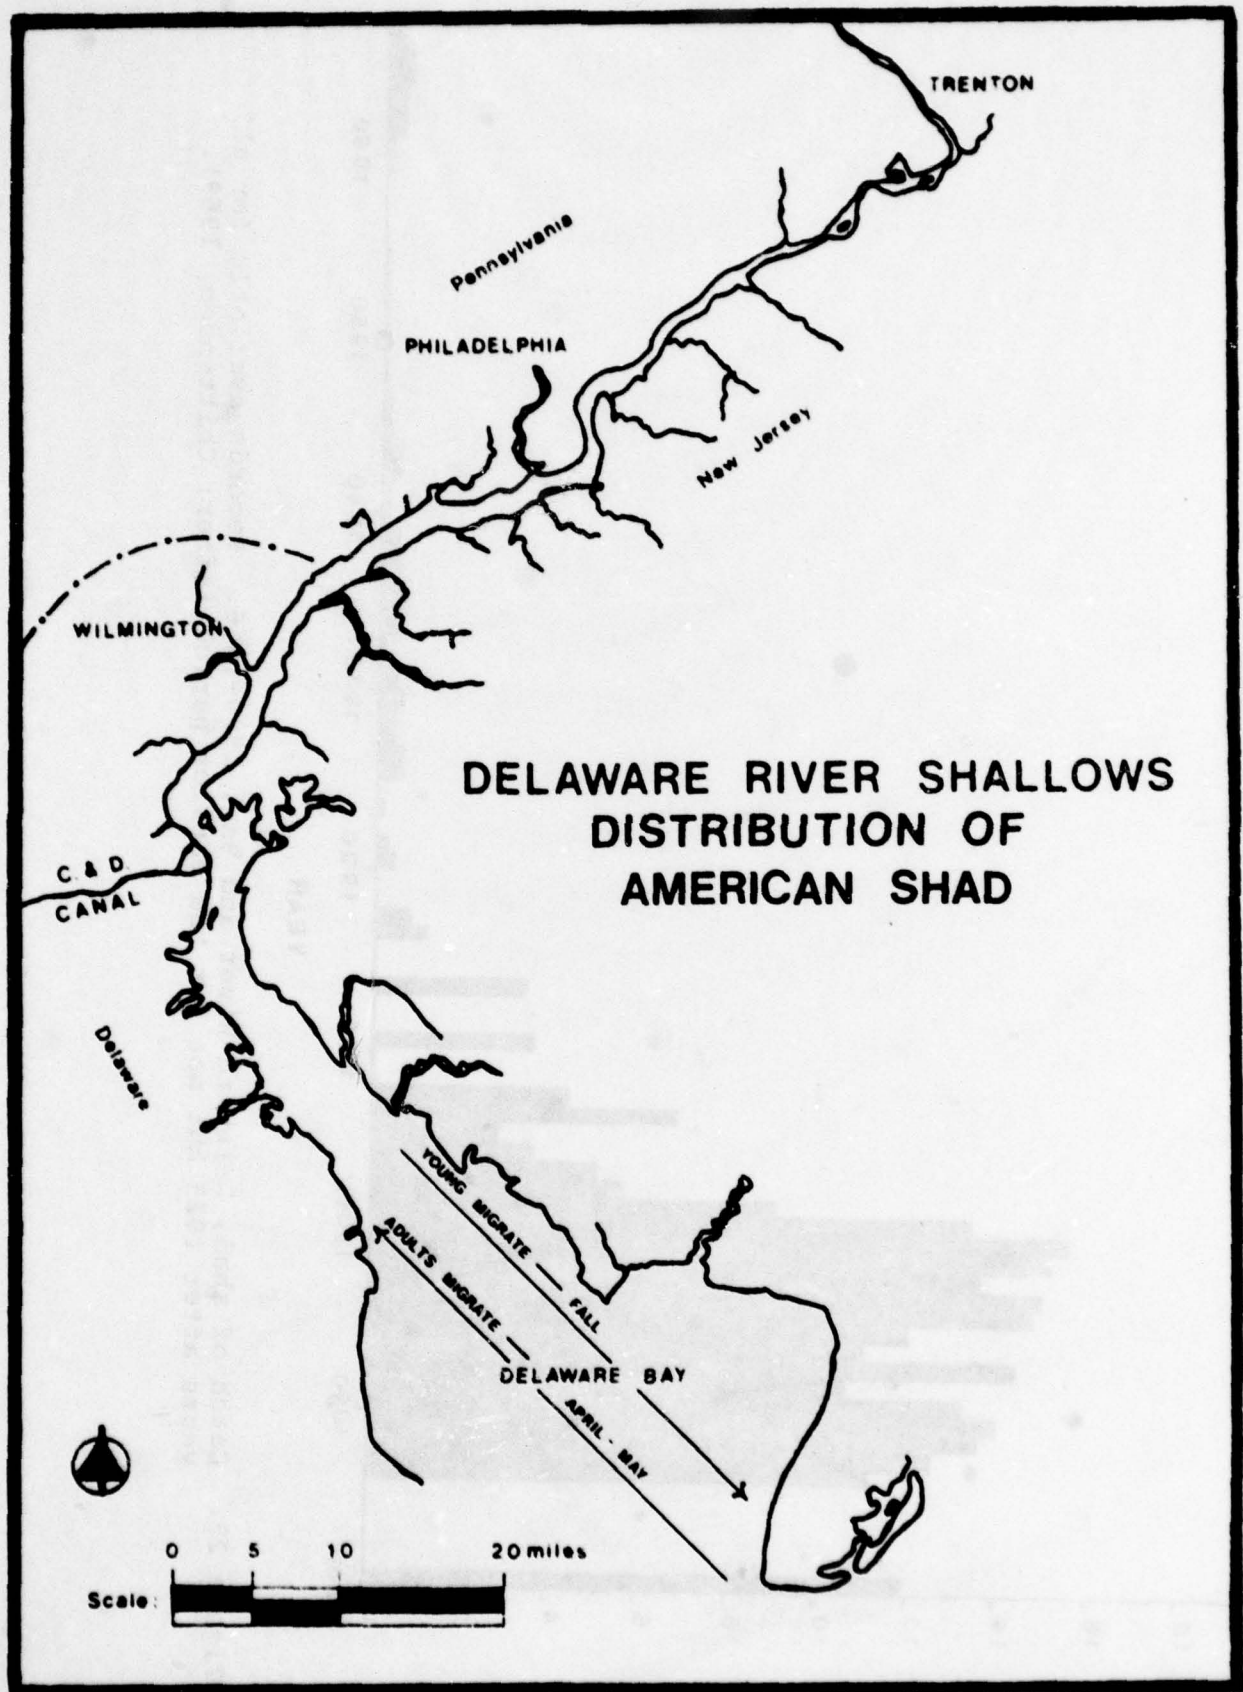 TRENTON
Pennsylvania
PHILADELPHIA
New Jersey
WILMINGTON
DELAWARE RIVER SHALLOWS
DISTRIBUTION OF
AMERICAN SHAD
C. & D.
CANAL
Delaware
YOUNG MIGRATE — FALL
ADULTS MIGRATE — APRIL - MAY
DELAWARE BAY
0 5 10 20 miles
Scale: